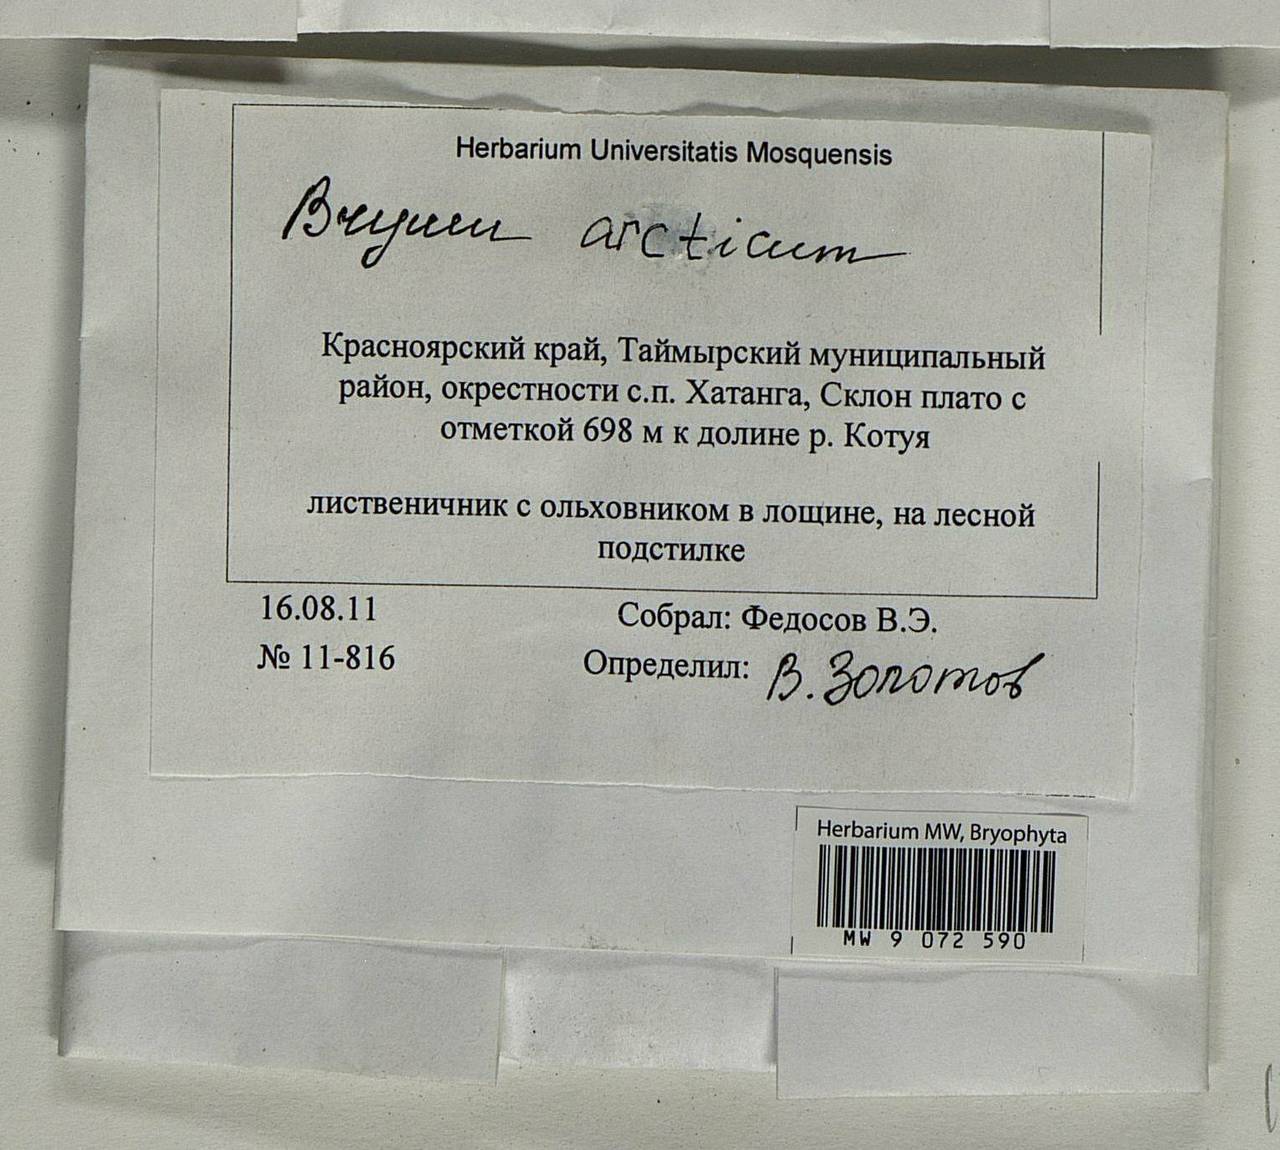 Herbarium Universitatis Mosquensis
Bryum arcticum
Красноярский край, Таймырский муниципальный
район, окрестности с.п. Хатанга, Склон плато с
отметкой 698 м к долине р. Котуя
лиственичник с ольховником в лощине, на лесной
подстилке
16.08.11
Собрал: Федосов В.Э.
№ 11-816
Определил: В. Золотов
Herbarium MW, Bryophyta
MW 9 072 590